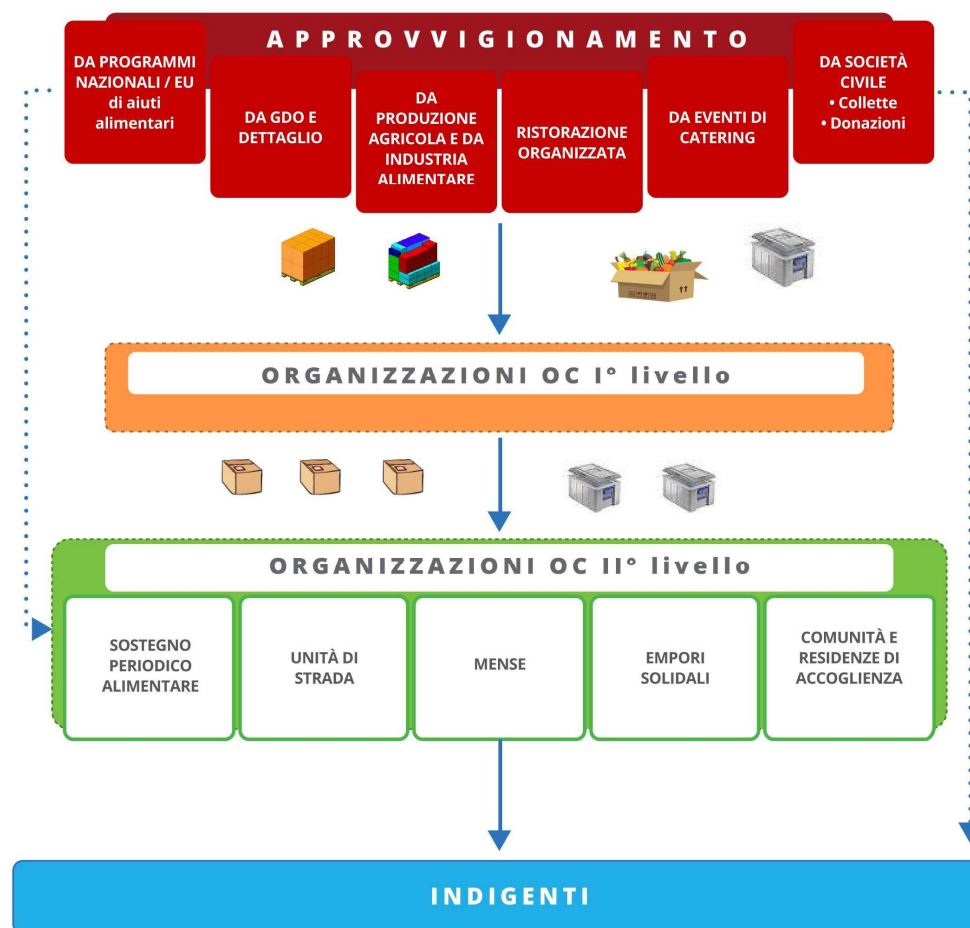 APPROVVIGIONAMENTO
DA PROGRAMMI
NAZIONALI / EU
di aiuti
alimentari
DA GDO E
DETTAGLIO
DA
PRODUZIONE
AGRICOLA E DA
INDUSTRIA
ALIMENTARE
RISTORAZIONE
ORGANIZZATA
DA EVENTI DI
CATERING
DA SOCIETÀ
CIVILE
• Collette
• Donazioni
ORGANIZZAZIONI OC I° livello
ORGANIZZAZIONI OC II° livello
SOSTEGNO
PERIODICO
ALIMENTARE
UNITÀ DI
STRADA
MENSE
EMPORI
SOLIDALI
COMUNITÀ E
RESIDENZE DI
ACCOGLIENZA
INDIGENTI